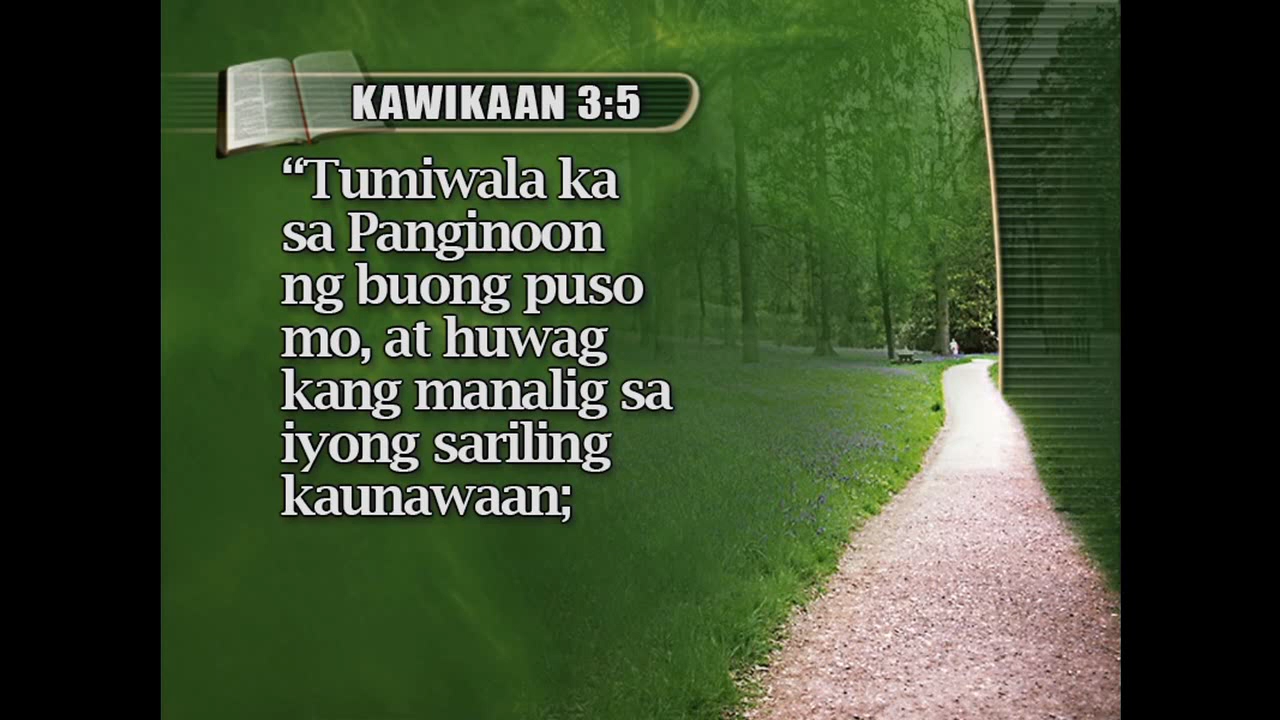 KAWIKAAN 3:5
“Tumiwala ka
sa Panginoon
ng buong puso
mo, at huwag
kang manalig sa
iyong sariling
kaunawaan;